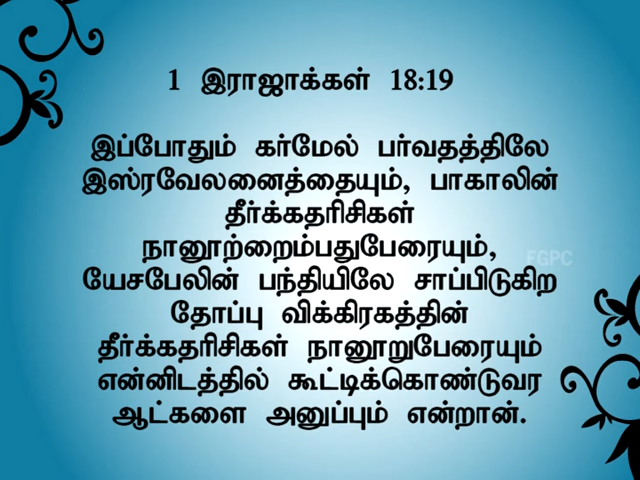 1 இராஜாக்கள் 18:19
இப்போதும் கர்மேல் பர்வதத்திலே
இஸ்ரவேலனைத்தையும், பாகாலின்
தீர்க்கதரிசிகள்
நானூற்றைம்பதுபேரையும்,
யேசபேலின் பந்தியிலே சாப்பிடுகிற
தோப்பு விக்கிரகத்தின்
தீர்க்கதரிசிகள் நானூறுபேரையும்
என்னிடத்தில் கூட்டிக்கொண்டுவர
ஆட்களை அனுப்பும் என்றான்.
FGPC